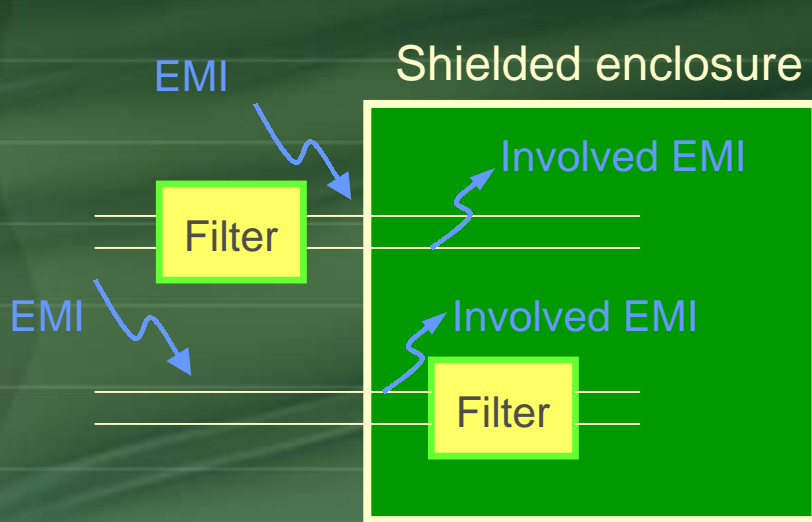 Shielded enclosure
EMI
Involved EMI
Filter
EMI
Involved EMI
Filter